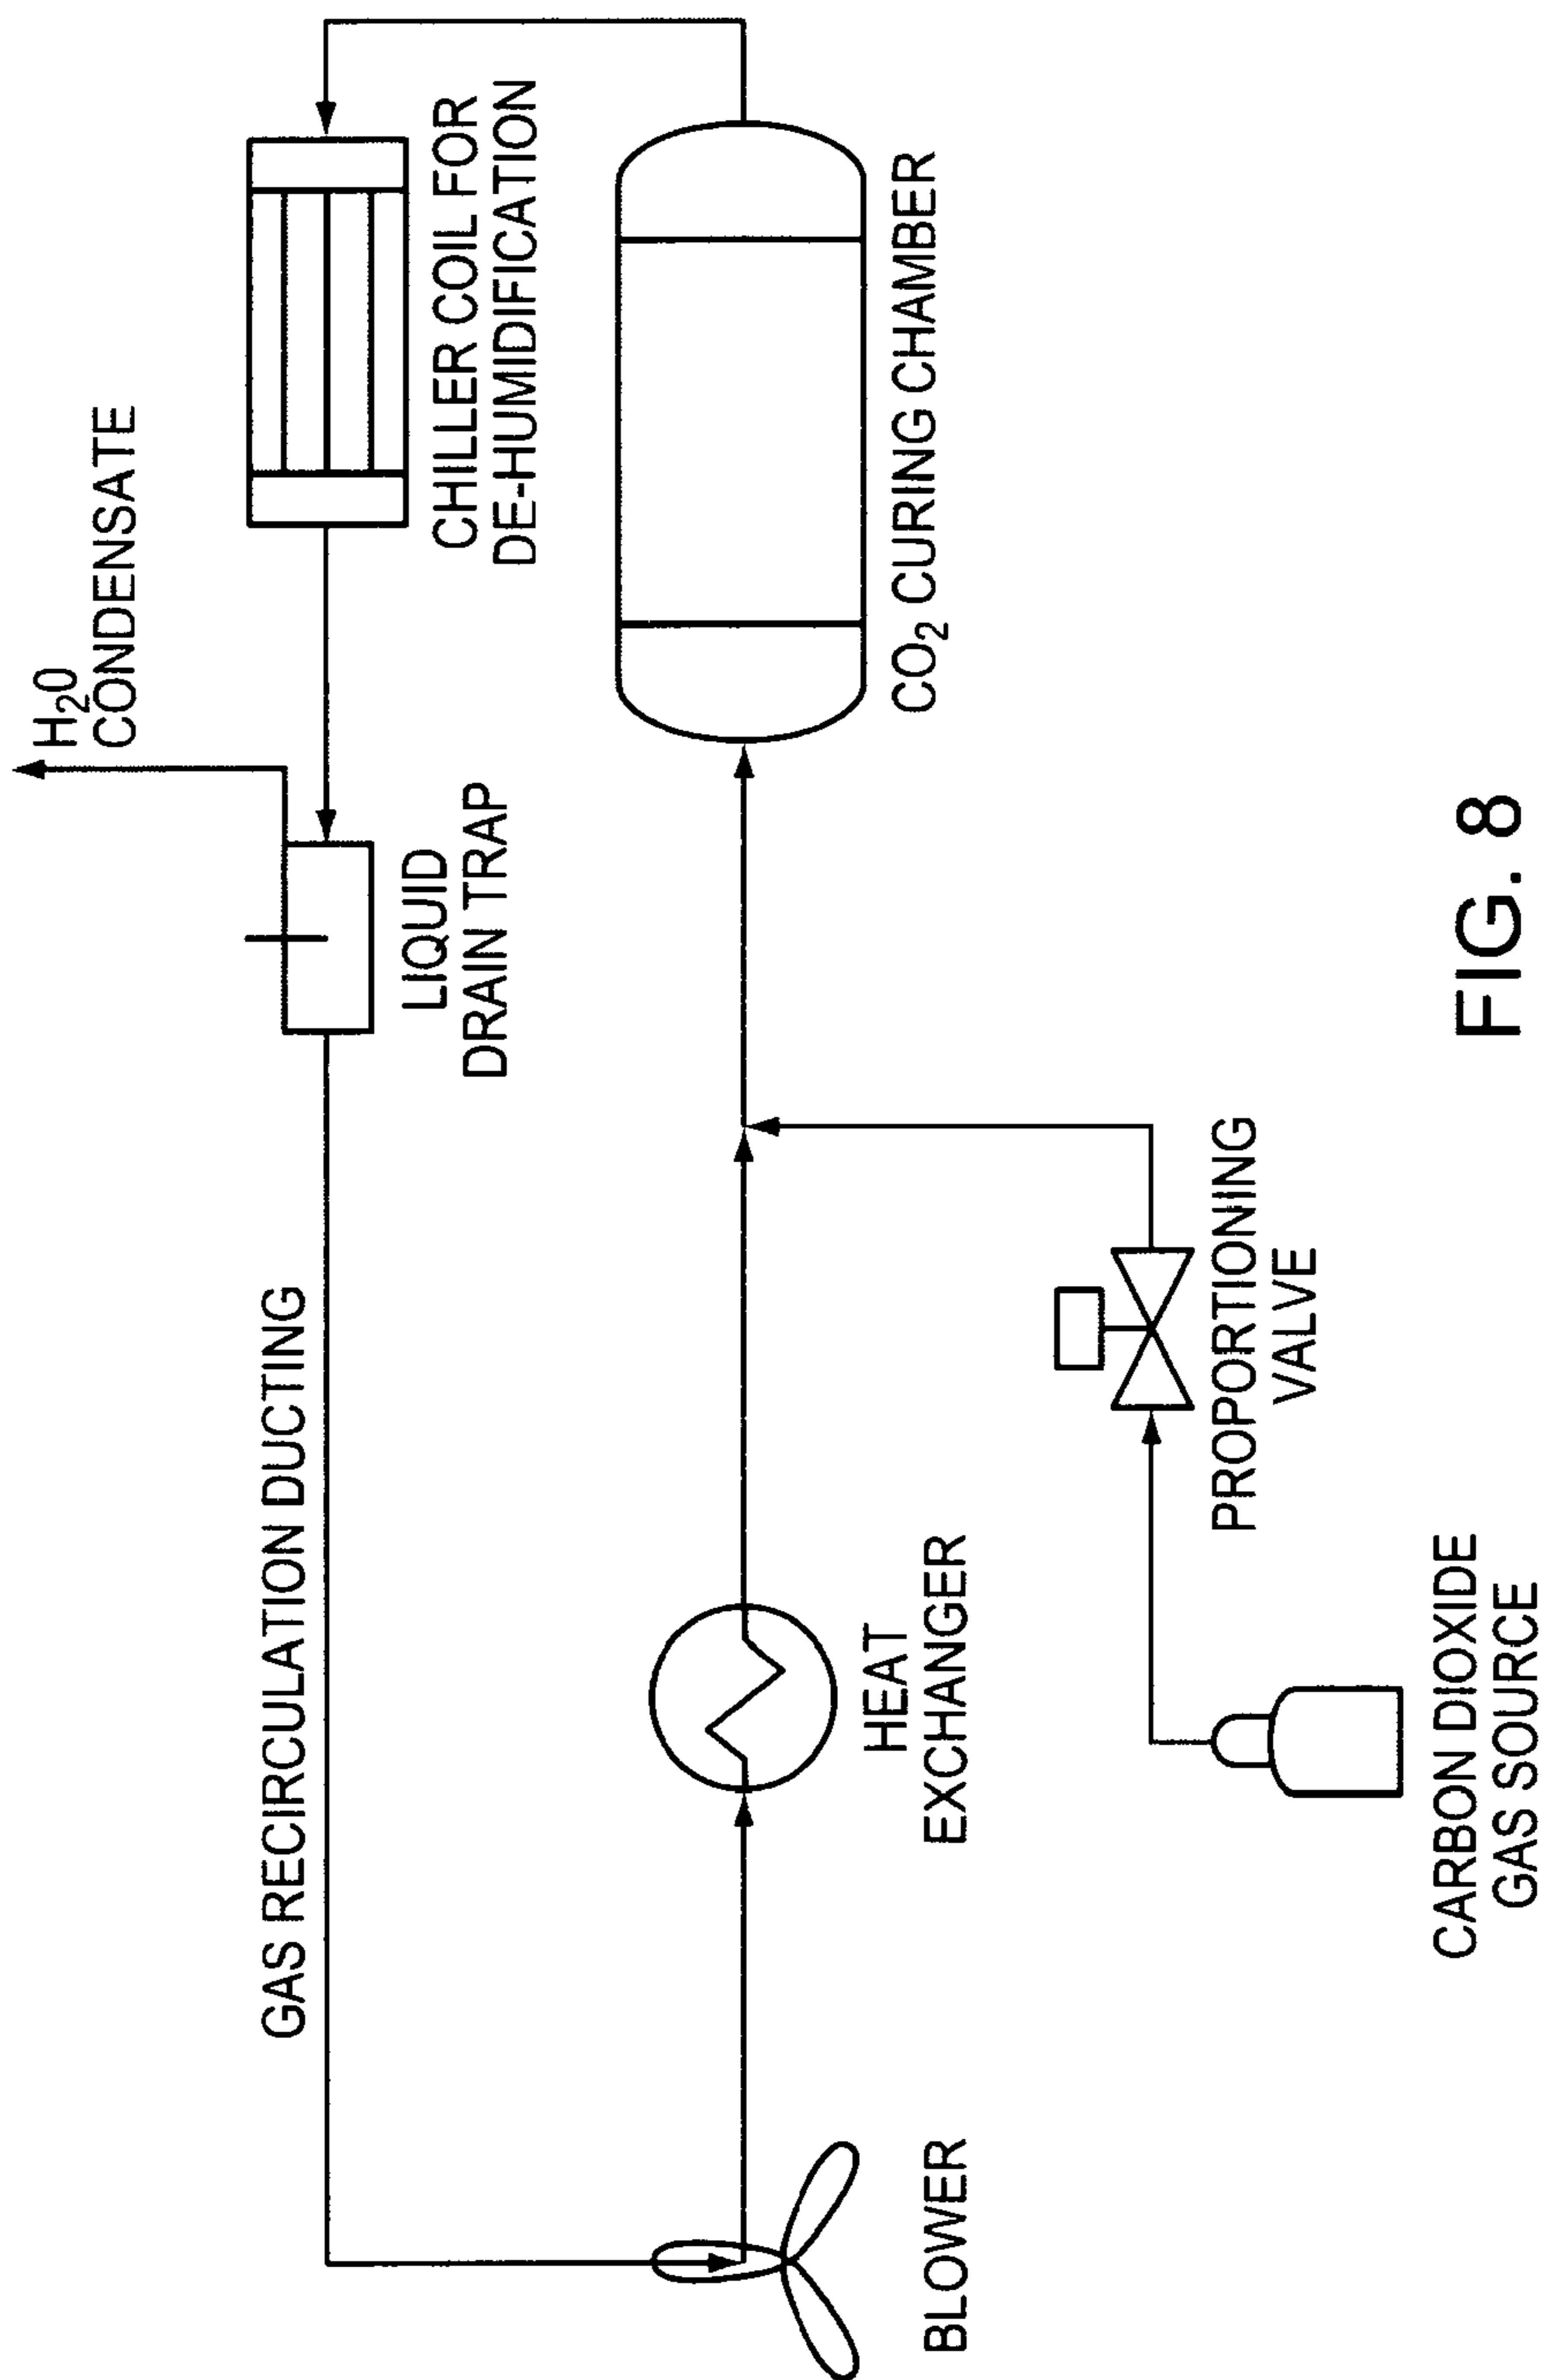 H₂O
CONDENSATE
GAS RECIRCULATION DUCTING
LIQUID
DRAIN TRAP
CHILLER COIL FOR
DE-HUMIDIFICATION
BLOWER
HEAT
EXCHANGER
CO₂ CURING CHAMBER
PROPORTIONING
VALVE
CARBON DIOXIDE
GAS SOURCE
FIG. 8